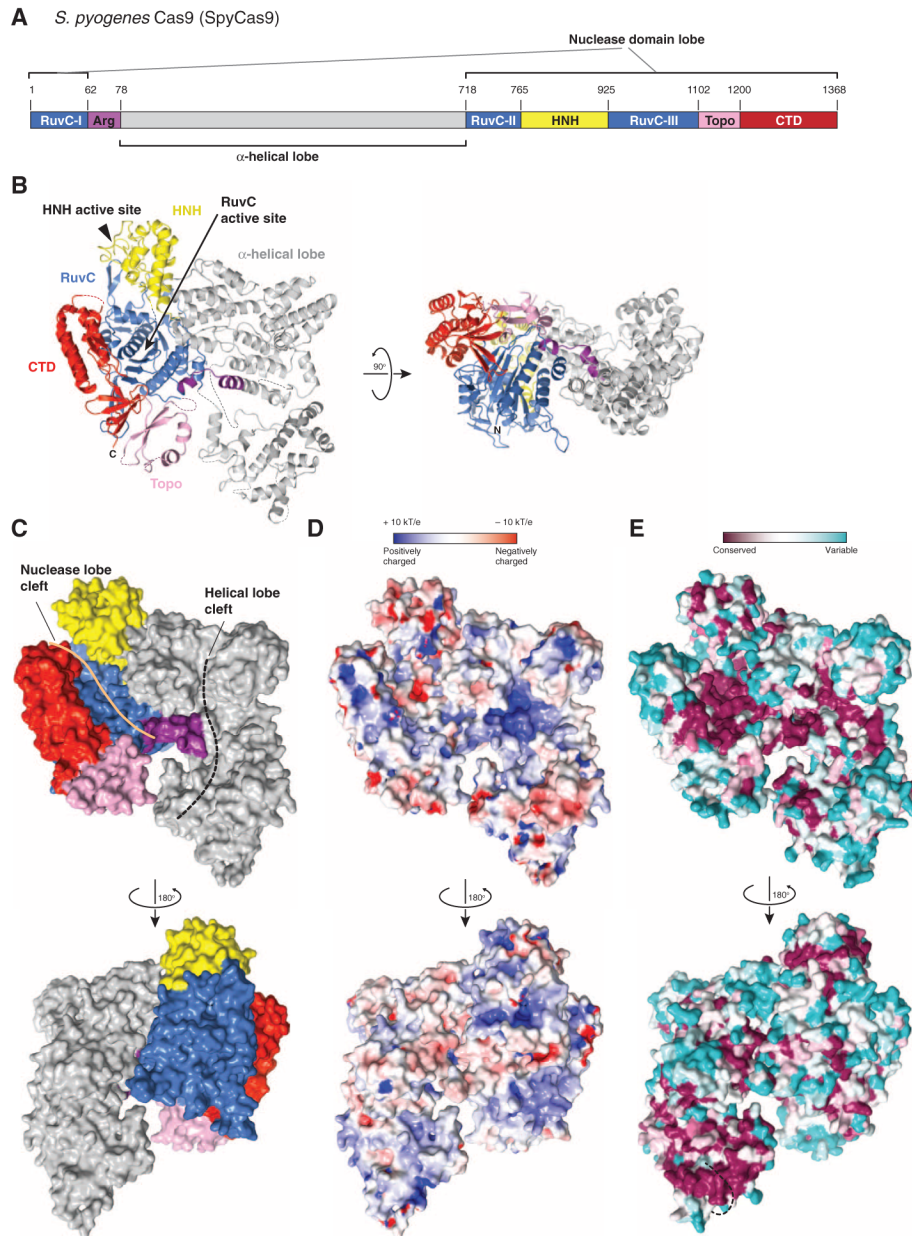 A S. pyogenes Cas9 (SpyCas9)
Nuclease domain lobe
1 62 78 718 765 925 1102 1200 1368
RuvC-I Arg RuvC-II HNH RuvC-III Topo CTD
α-helical lobe
B
HNH active site
HNH
RuvC
active site
α-helical lobe
RuvC
CTD
C
Topo
90°
N
C
Nuclease lobe
cleft
Helical lobe
cleft
180°
D
+ 10 kT/e – 10 kT/e
Positively
charged
Negatively
charged
180°
E
Conserved Variable
180°